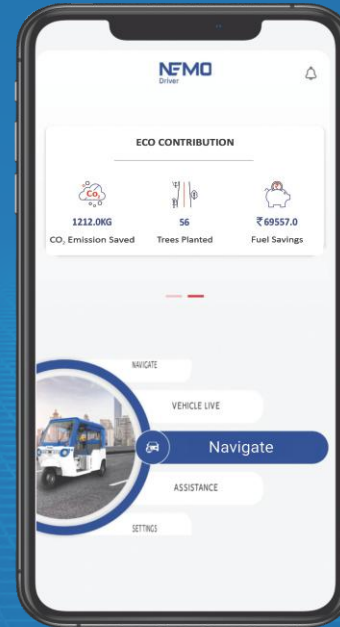 NEMO
Driver
ECO CONTRIBUTION
CO₂
1212.0KG
56
₹69557.0
CO₂ Emission Saved
Trees Planted
Fuel Savings
NAVIGATE
VEHICLE LIVE
Navigate
ASSISTANCE
SETTINGS